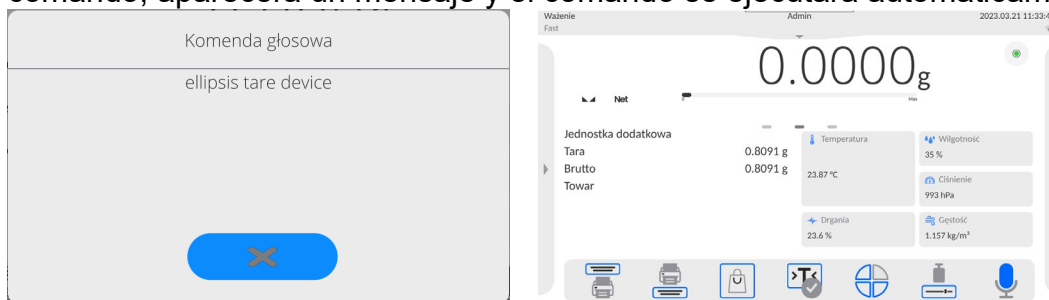 comando, aparecerá un mensaje y el comando se ejecutará automáticam
Komenda głosowa
ellipsis tare device
Ważenie
Admin
2023.03.21 11:33:4
Fast
0.0000g
Net
0
Max
Jednostka dodatkowa
Tara 0.8091 g
Brutto 0.8091 g
Towar
Temperatura
23.87 °C
Wilgotność
35 %
Ciśnienie
993 hPa
Drgania
23.6 %
Gęstość
1.157 kg/m³
>T<